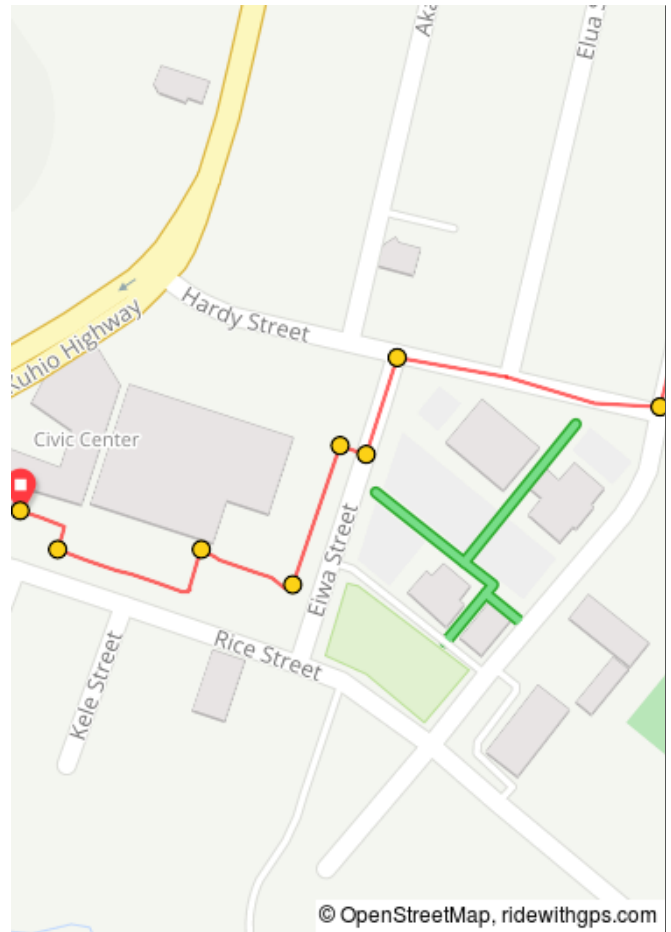 Hardy Street
Kuhio Highway
Civic Center
Eiwa Street
Rice Street
Kele Street
© OpenStreetMap, ridewithgps.com